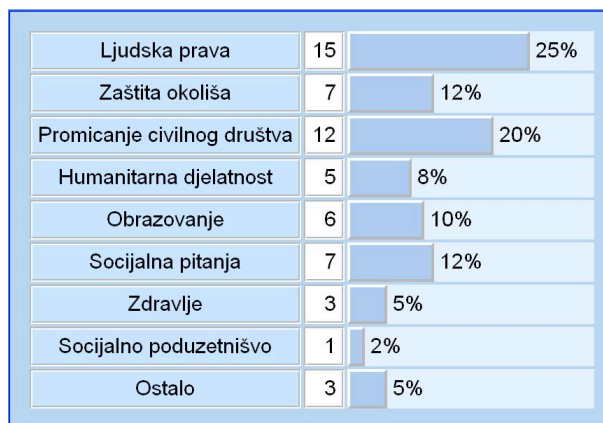 Ljudska prava 15 25%
Zaštita okoliša 7 12%
Promicanje civilnog društva 12 20%
Humanitarna djelatnost 5 8%
Obrazovanje 6 10%
Socijalna pitanja 7 12%
Zdravlje 3 5%
Socijalno poduzetnišvo 1 2%
Ostalo 3 5%